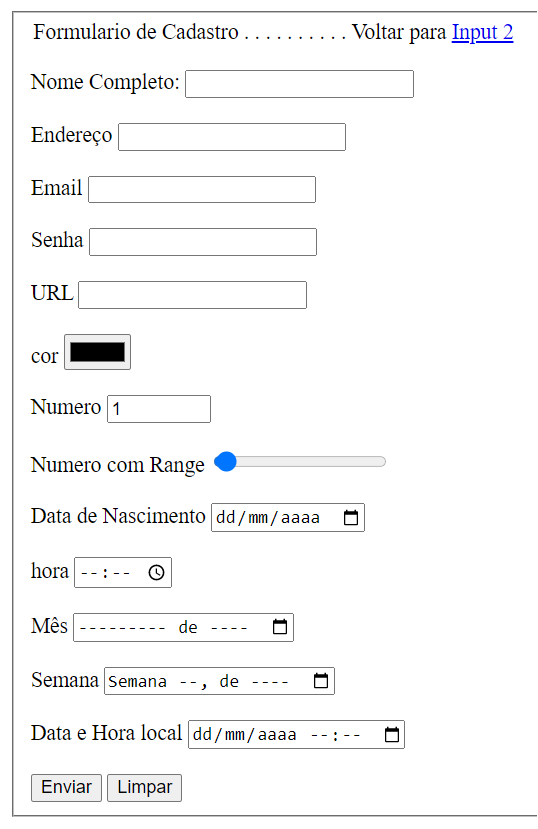 Formulario de Cadastro . . . . . . . . . . Voltar para Input 2
Nome Completo:
Endereço
Email
Senha
URL
cor
Numero 1
Numero com Range
Data de Nascimento dd/mm/aaaa
hora --:--
Mês --------- de ----
Semana Semana --, de ----
Data e Hora local dd/mm/aaaa --:--
Enviar Limpar